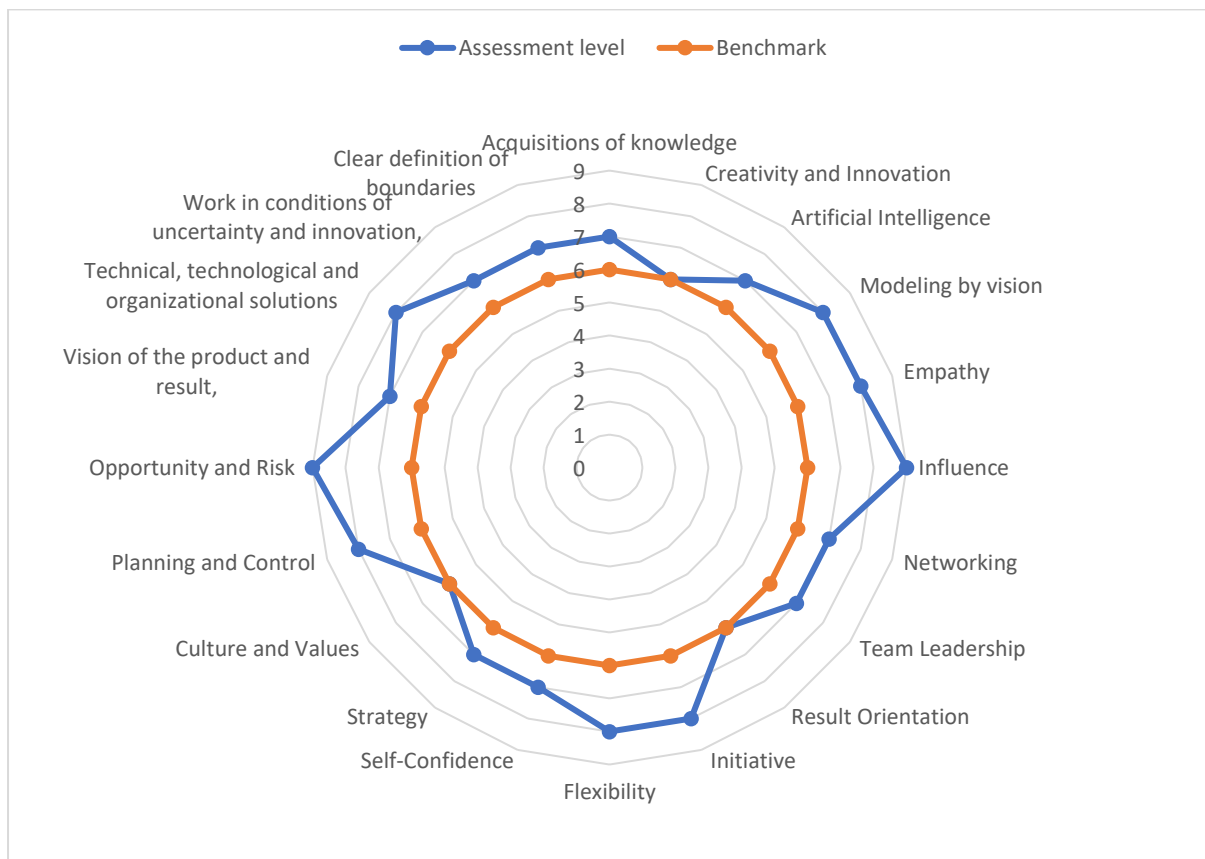 Assessment level
Benchmark
Acquisitions of knowledge
Creativity and Innovation
Artificial Intelligence
Modeling by vision
Empathy
Influence
Networking
Team Leadership
Result Orientation
Initiative
Flexibility
Self-Confidence
Strategy
Culture and Values
Planning and Control
Opportunity and Risk
Vision of the product and
result,
Technical, technological and
organizational solutions
Work in conditions of
uncertainty and innovation,
Clear definition of
boundaries
9
8
7
6
5
4
3
2
1
0